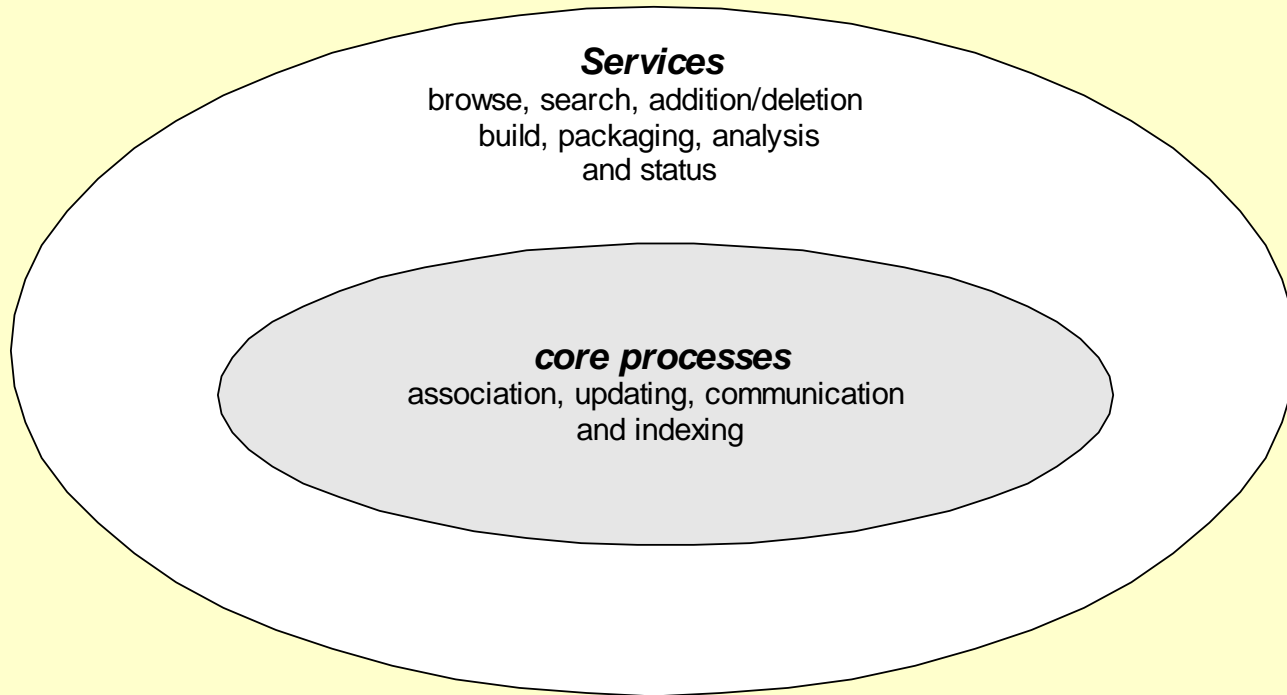 Services
browse, search, addition/deletion
build, packaging, analysis
and status
core processes
association, updating, communication
and indexing